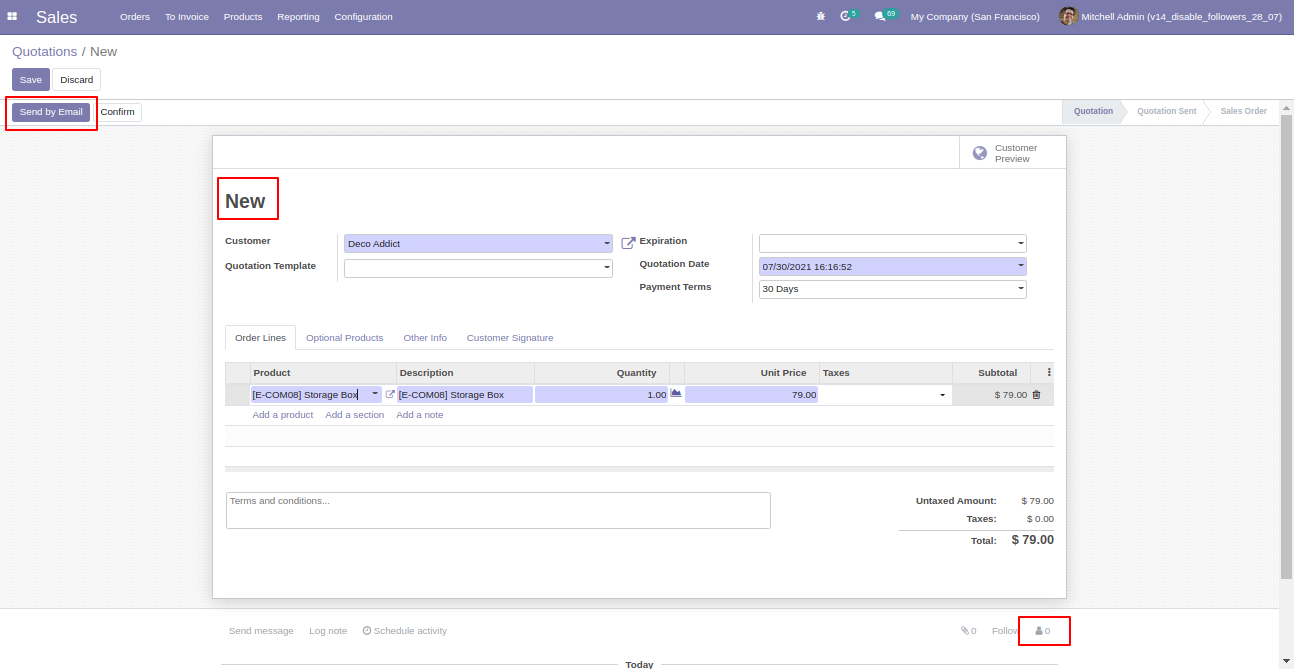 Sales Orders To Invoice Products Reporting Configuration 5 69 My Company (San Francisco) Mitchell Admin (v14_disable_followers_28_07)
Quotations / New
Save Discard
Send by Email Confirm Quotation Quotation Sent Sales Order
Customer
Preview
New
Customer Deco Addict Expiration
Quotation Template Quotation Date 07/30/2021 16:16:52
Payment Terms 30 Days
Order Lines Optional Products Other Info Customer Signature
Product Description Quantity Unit Price Taxes Subtotal
[E-COM08] Storage Box [E-COM08] Storage Box 1.00 79.00 $ 79.00
Add a product Add a section Add a note
Terms and conditions... Untaxed Amount: $ 79.00
Taxes: $ 0.00
Total: $ 79.00
Send message Log note Schedule activity 0 Follow 0
Today